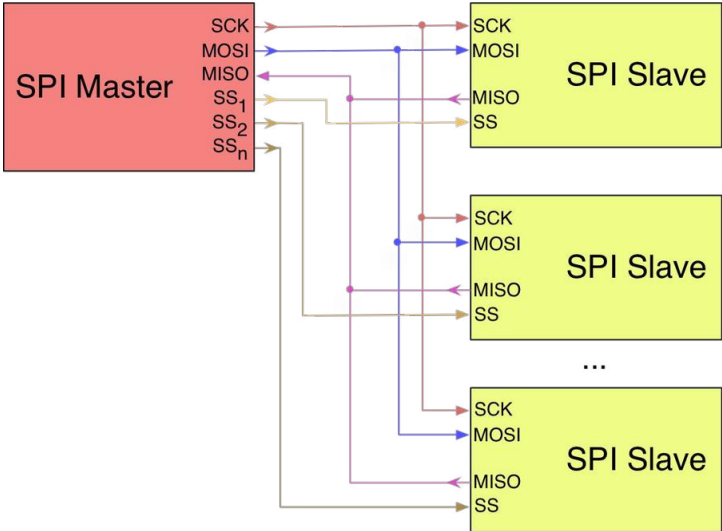 SPI Master
SCK
MOSI
MISO
SS1
SS2
SSn
SCK
MOSI
MISO
SS
SPI Slave
SCK
MOSI
MISO
SS
SPI Slave
...
SCK
MOSI
MISO
SS
SPI Slave